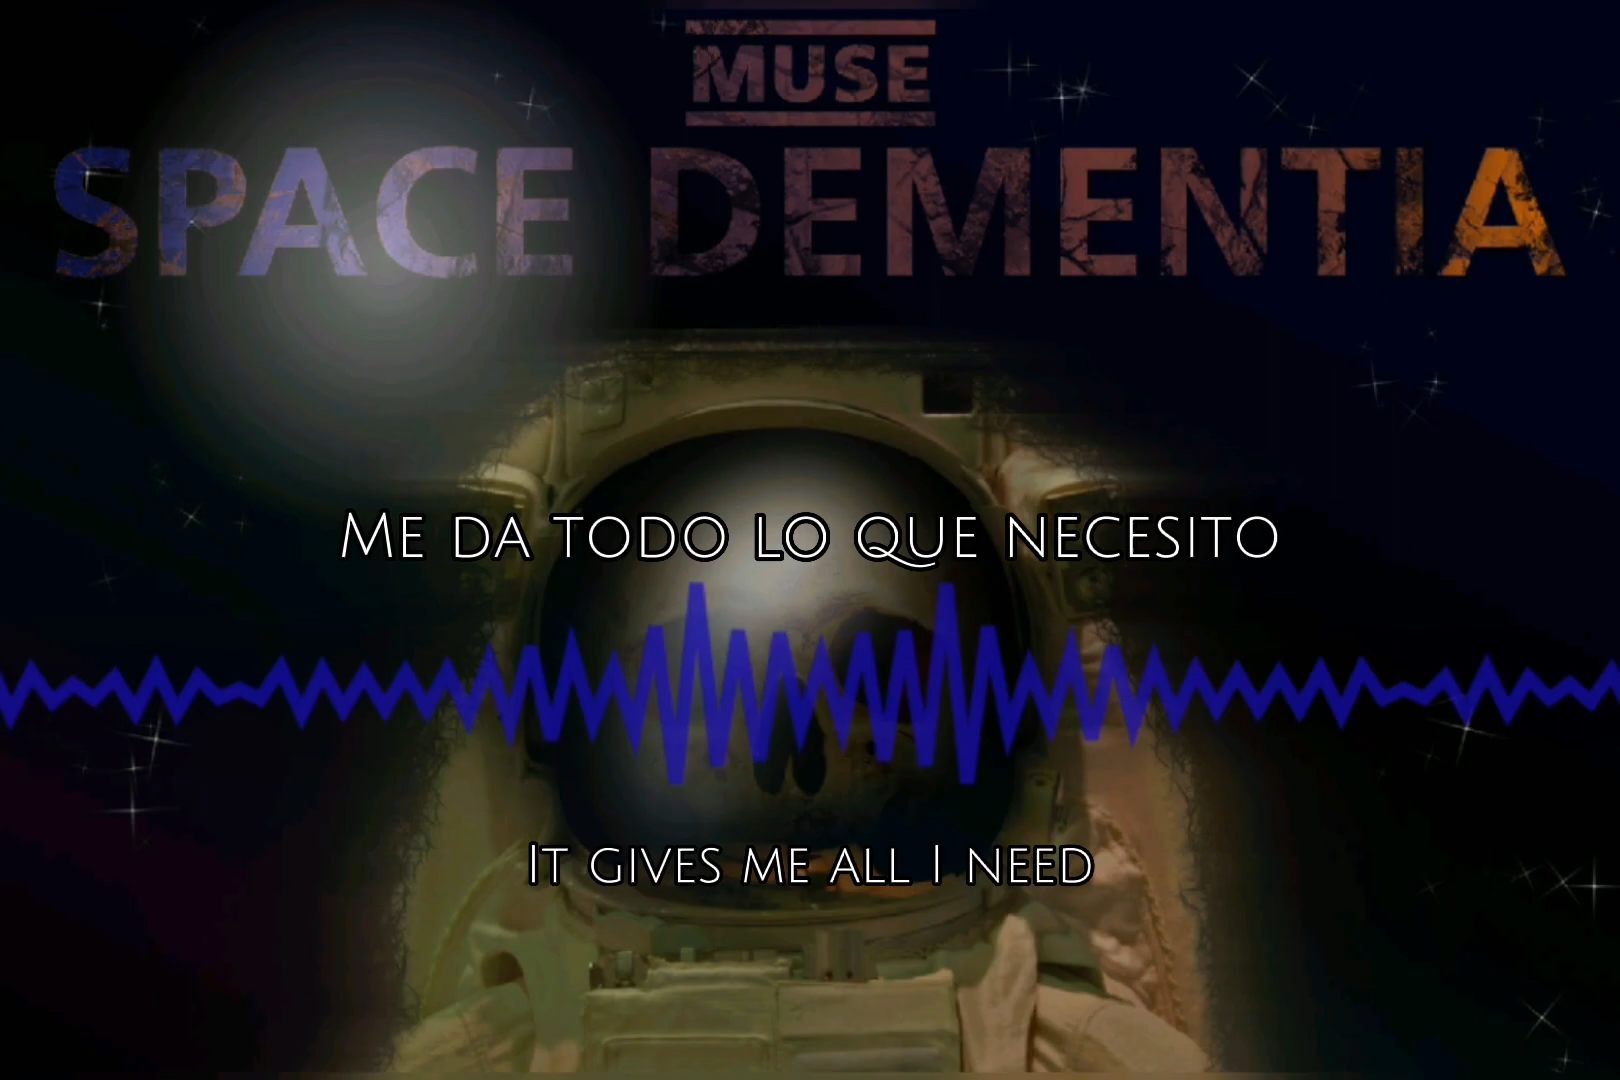 MUSE
SPACE DEMENTIA
Me da todo lo que necesito
It gives me all I need